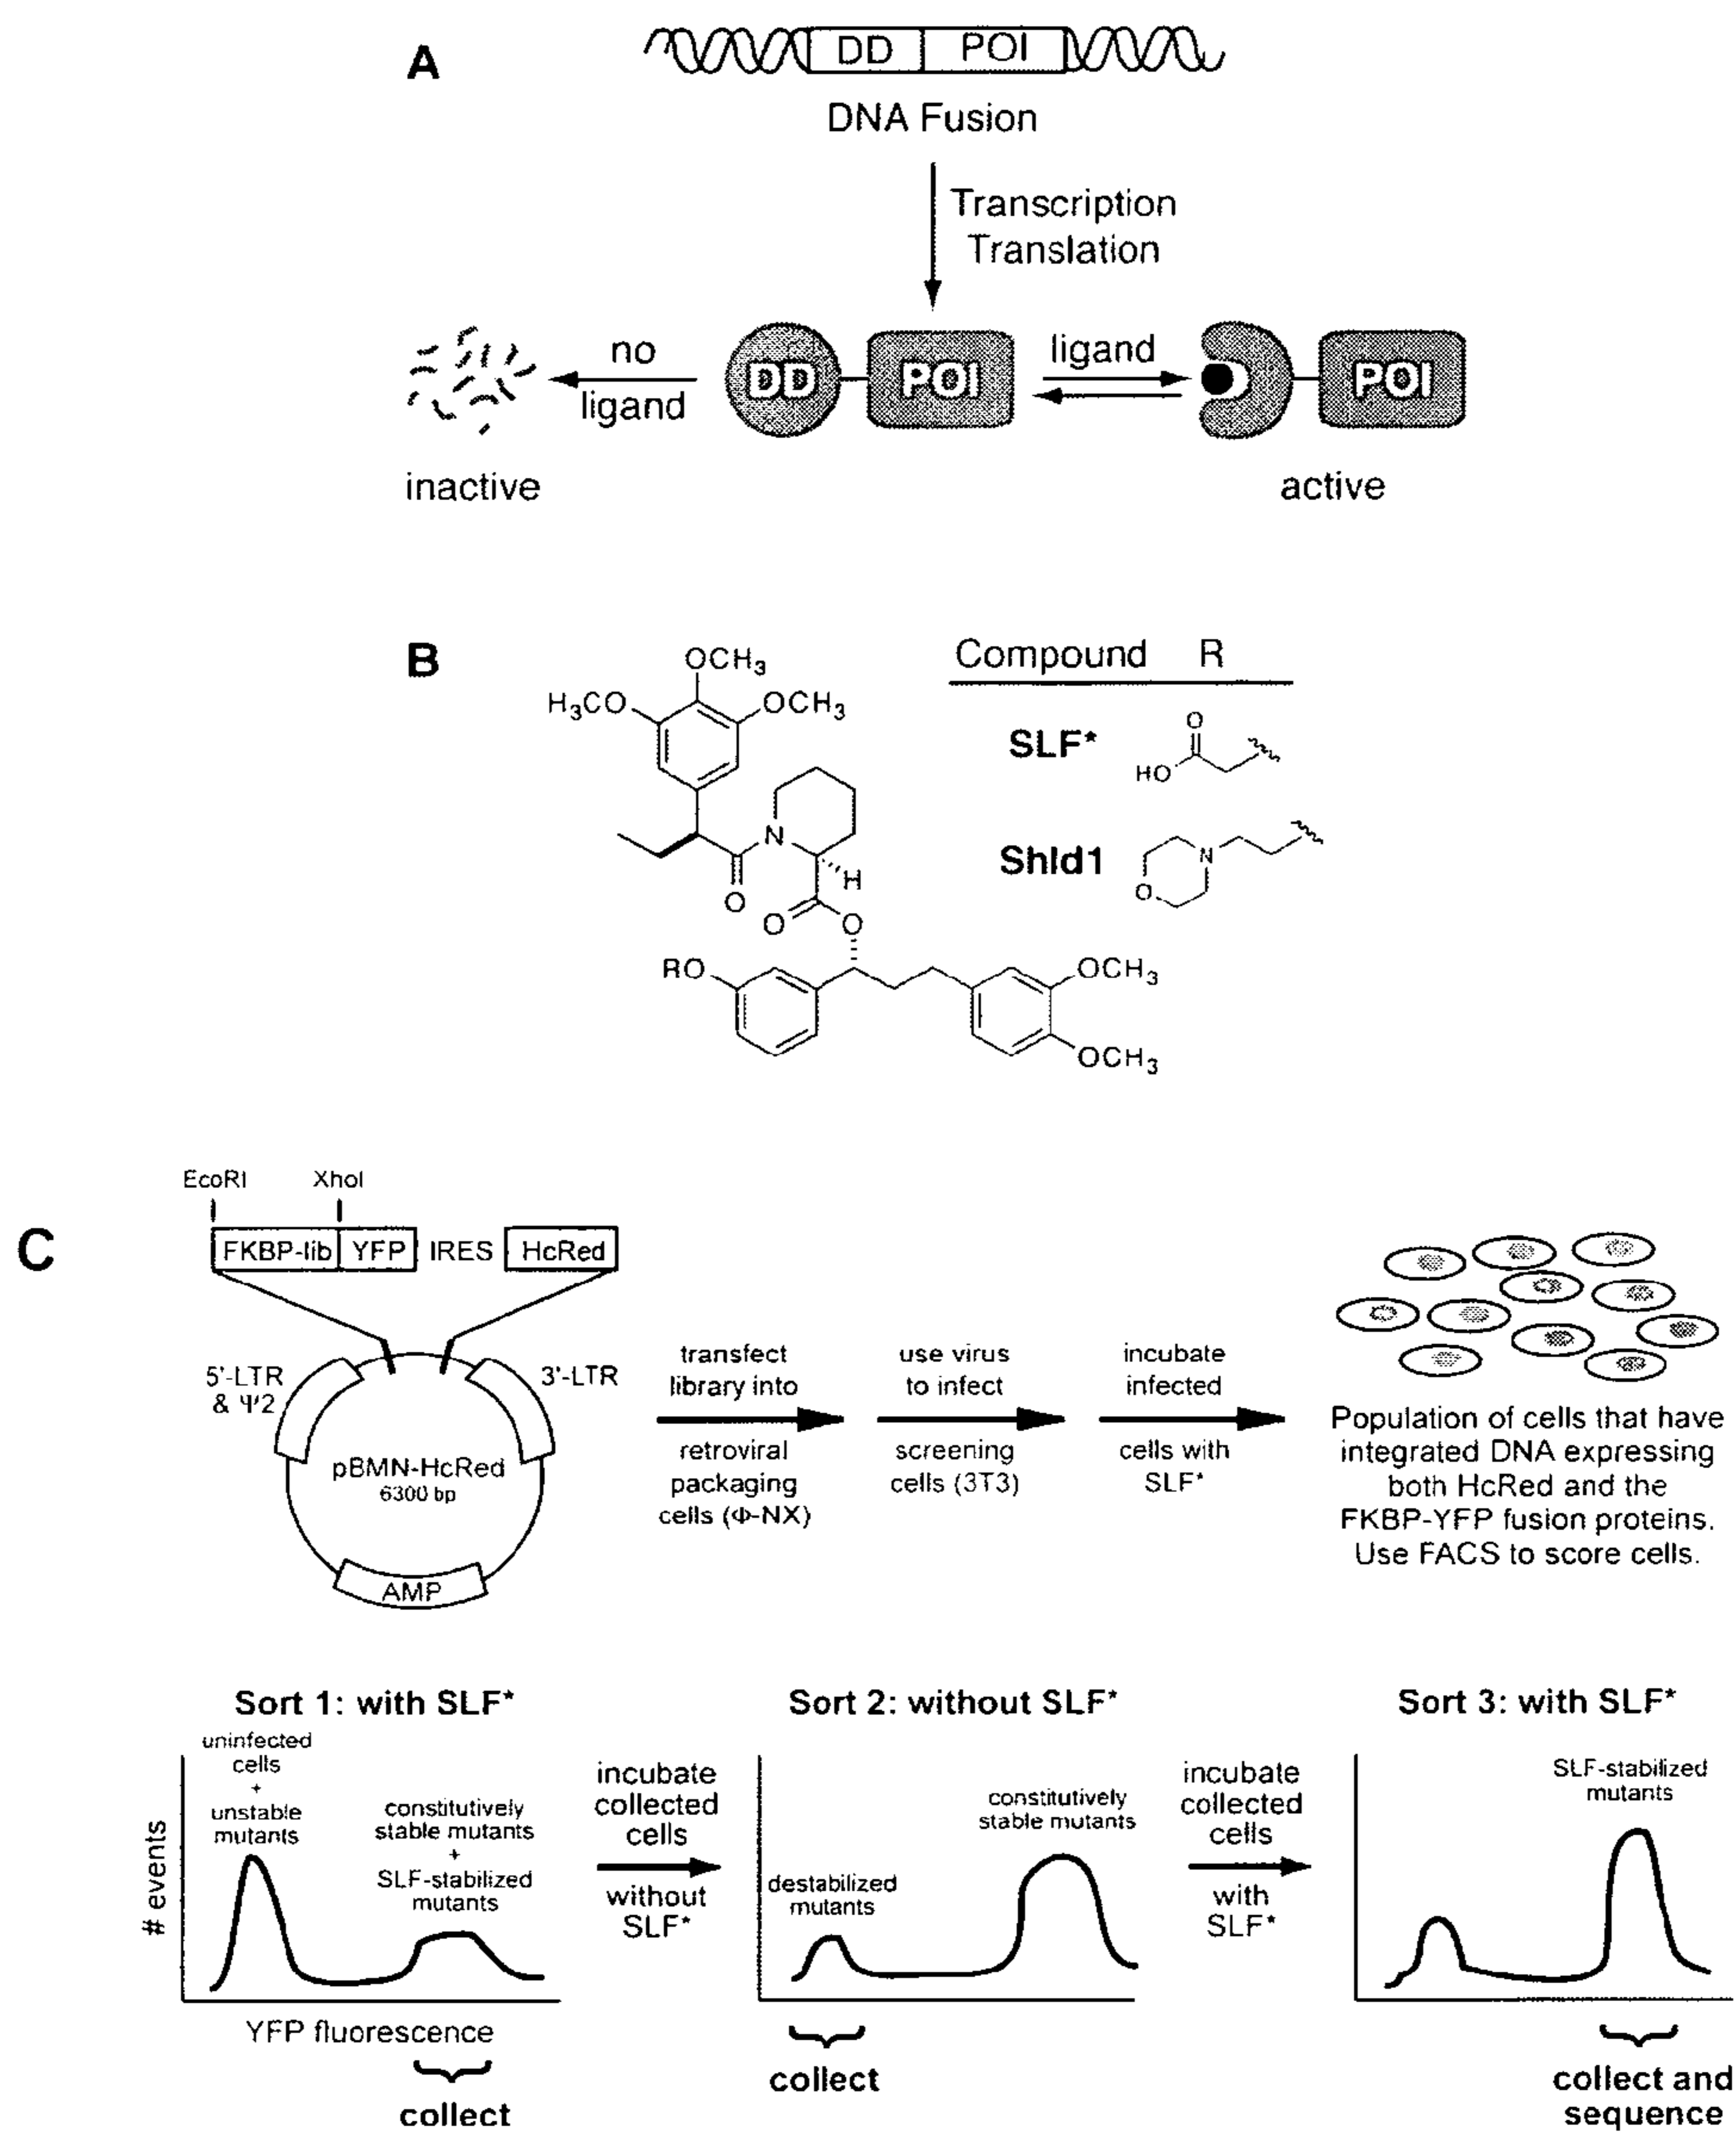 A
DD
POI
DNA Fusion
Transcription
Translation
no
ligand
DD
POI
ligand
POI
inactive
active
B
OCH3
H3CO
OCH3
N
H
O
O
O
RO
OCH3
OCH3
Compound R
SLF*
O
HO
Shld1
N
O
C
EcoRI
XhoI
FKBP-lib
YFP
IRES
HcRed
5'-LTR
& Ψ2
3'-LTR
pBMN-HcRed
6300 bp
AMP
transfect
library into
retroviral
packaging
cells (Φ-NX)
use virus
to infect
screening
cells (3T3)
incubate
infected
cells with
SLF*
Population of cells that have
integrated DNA expressing
both HcRed and the
FKBP-YFP fusion proteins.
Use FACS to score cells.
Sort 1: with SLF*
uninfected
cells
+
unstable
mutants
constitutively
stable mutants
+
SLF-stabilized
mutants
# events
YFP fluorescence
collect
incubate
collected
cells
without
SLF*
Sort 2: without SLF*
destabilized
mutants
constitutively
stable mutants
collect
incubate
collected
cells
with
SLF*
Sort 3: with SLF*
SLF-stabilized
mutants
collect and
sequence